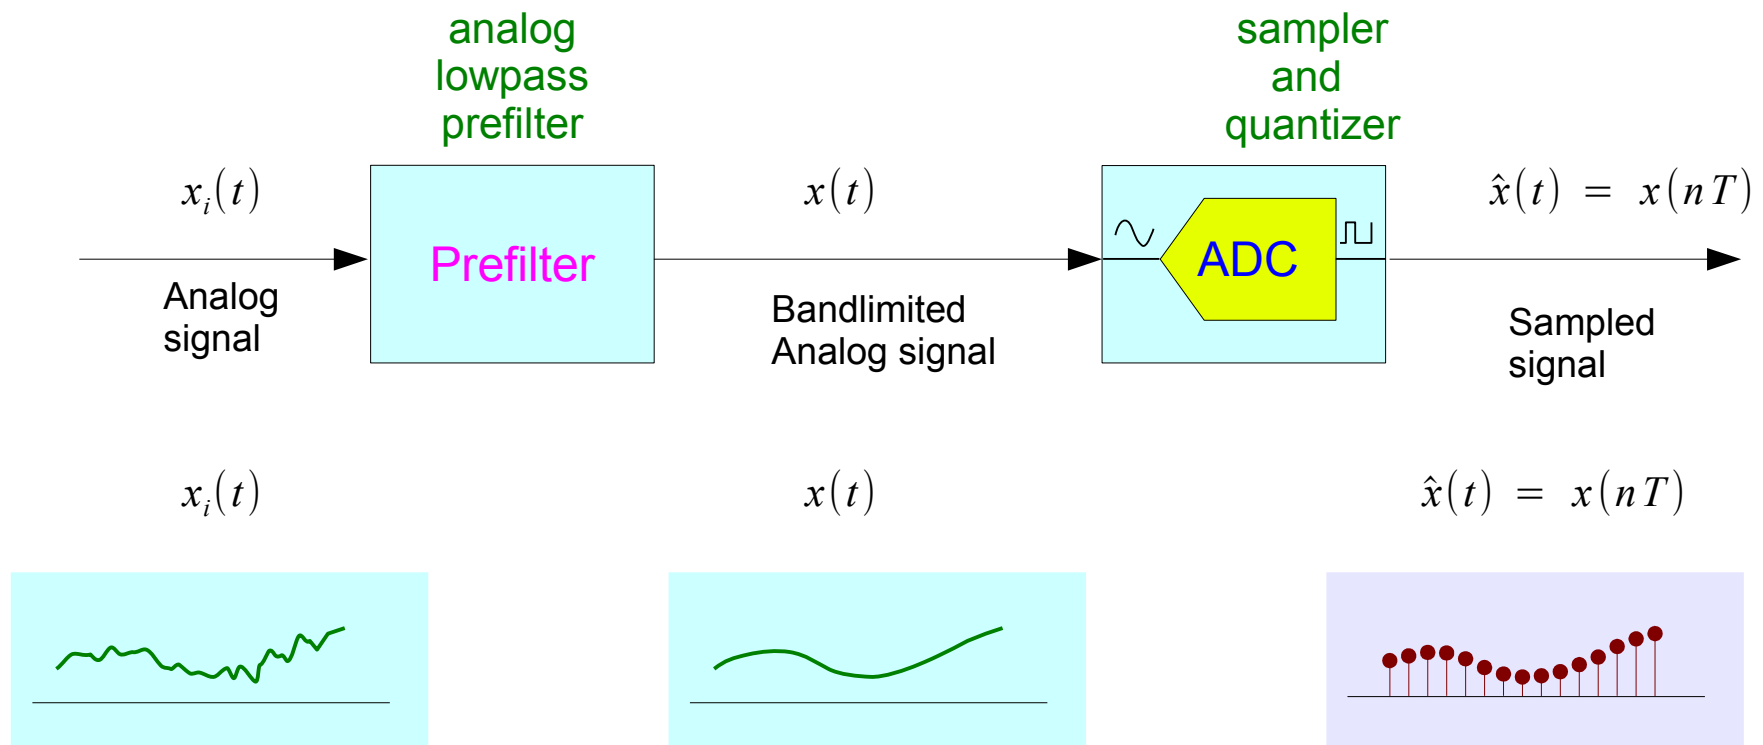 analog
lowpass
prefilter
sampler
and
quantizer
xᵢ(t)
x(t)
x̂(t) = x(nT)
Prefilter
ADC
Analog
signal
Bandlimited
Analog signal
Sampled
signal
xᵢ(t)
x(t)
x̂(t) = x(nT)